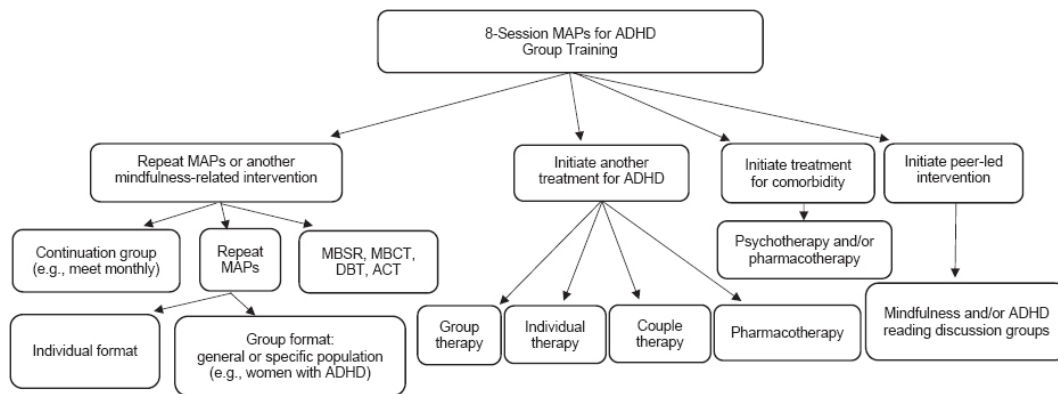 8-Session MAPs for ADHD
Group Training
Repeat MAPs or another
mindfulness-related intervention
Initiate another
treatment for ADHD
Initiate treatment
for comorbidity
Initiate peer-led
intervention
Continuation group
(e.g., meet monthly)
Repeat
MAPs
MBSR, MBCT,
DBT, ACT
Psychotherapy and/or
pharmacotherapy
Individual format
Group format:
general or specific population
(e.g., women with ADHD)
Group
therapy
Individual
therapy
Couple
therapy
Pharmacotherapy
Mindfulness and/or ADHD
reading discussion groups